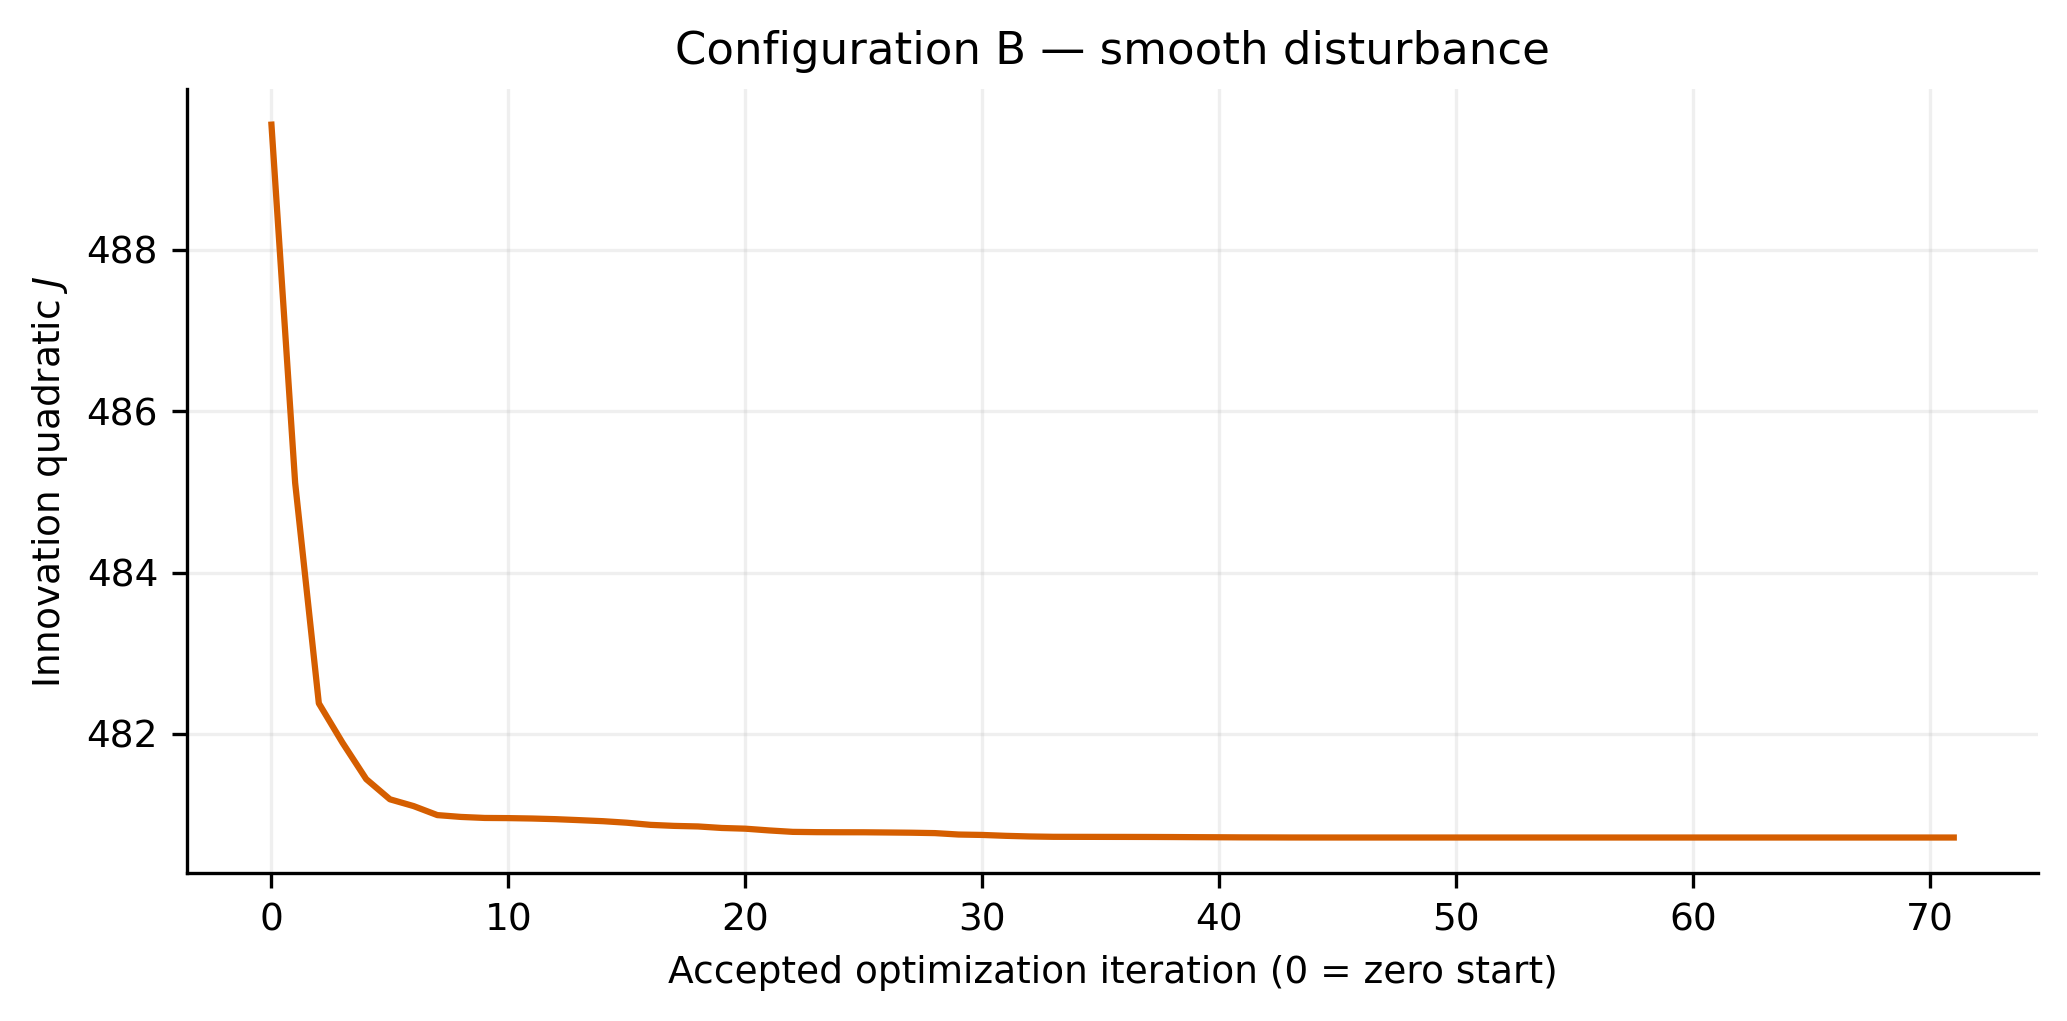 Configuration B — smooth disturbance
Innovation quadratic J
488
486
484
482
0 10 20 30 40 50 60 70
Accepted optimization iteration (0 = zero start)